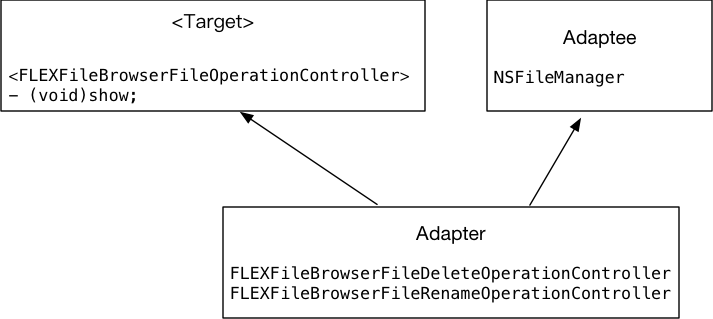 <Target>
<FLEXFileBrowserFileOperationController>
- (void)show;
Adaptee
NSFileManager
Adapter
FLEXFileBrowserFileDeleteOperationController
FLEXFileBrowserFileRenameOperationController